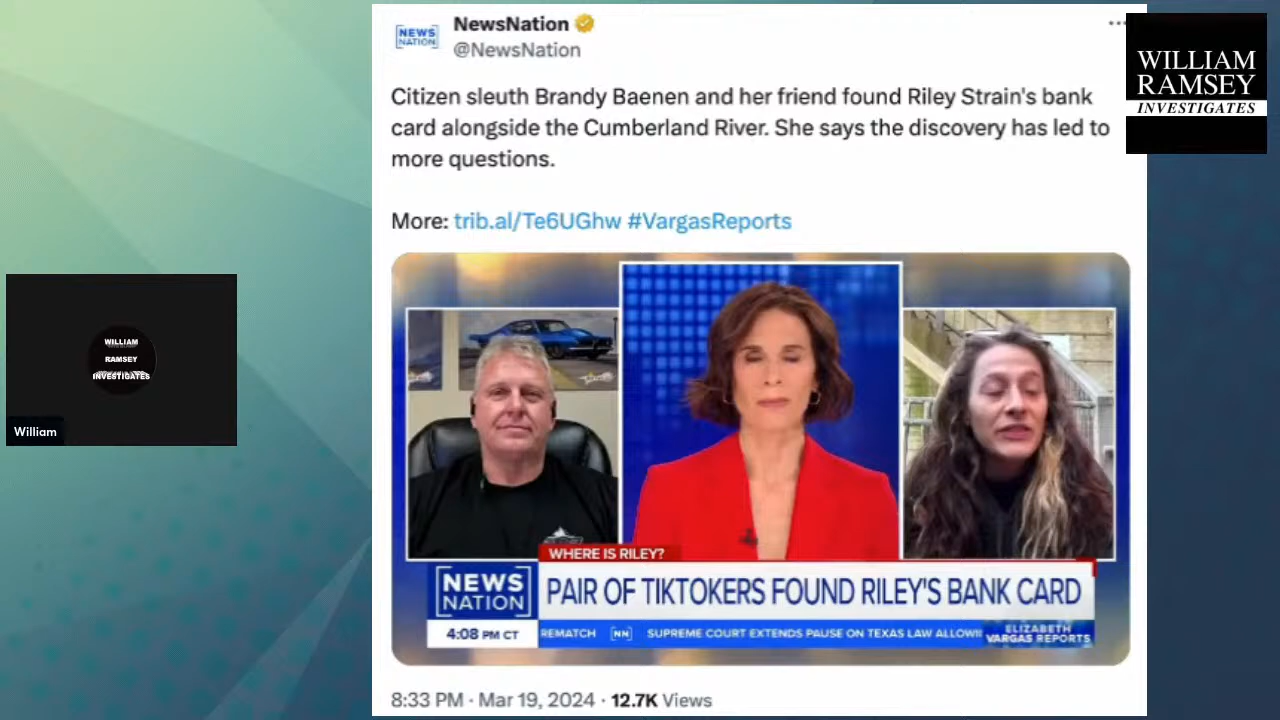 NewsNation
@NewsNation
Citizen sleuth Brandy Baenen and her friend found Riley Strain's bank
card alongside the Cumberland River. She says the discovery has led to
more questions.
More: trib.al/Te6UGhw #VargasReports
NEWS
NATION
WHERE IS RILEY?
NEWS
NATION
PAIR OF TIKTOKERS FOUND RILEY'S BANK CARD
4:08 PM CT
REMATCH NN SUPREME COURT EXTENDS PAUSE ON TEXAS LAW ALLOWI
ELIZABETH
VARGAS REPORTS
8:33 PM · Mar 19, 2024 · 12.7K Views
WILLIAM
RAMSEY
INVESTIGATES
WILLIAM
RAMSEY
INVESTIGATES
William